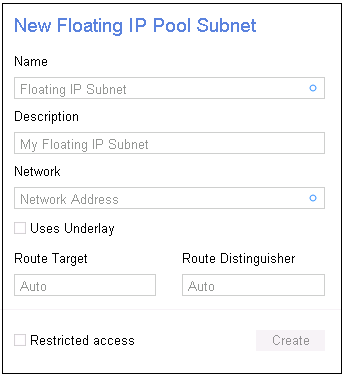 New Floating IP Pool Subnet
Name
Floating IP Subnet
Description
My Floating IP Subnet
Network
Network Address
Uses Underlay
Route Target Route Distinguisher
Auto Auto
Restricted access Create